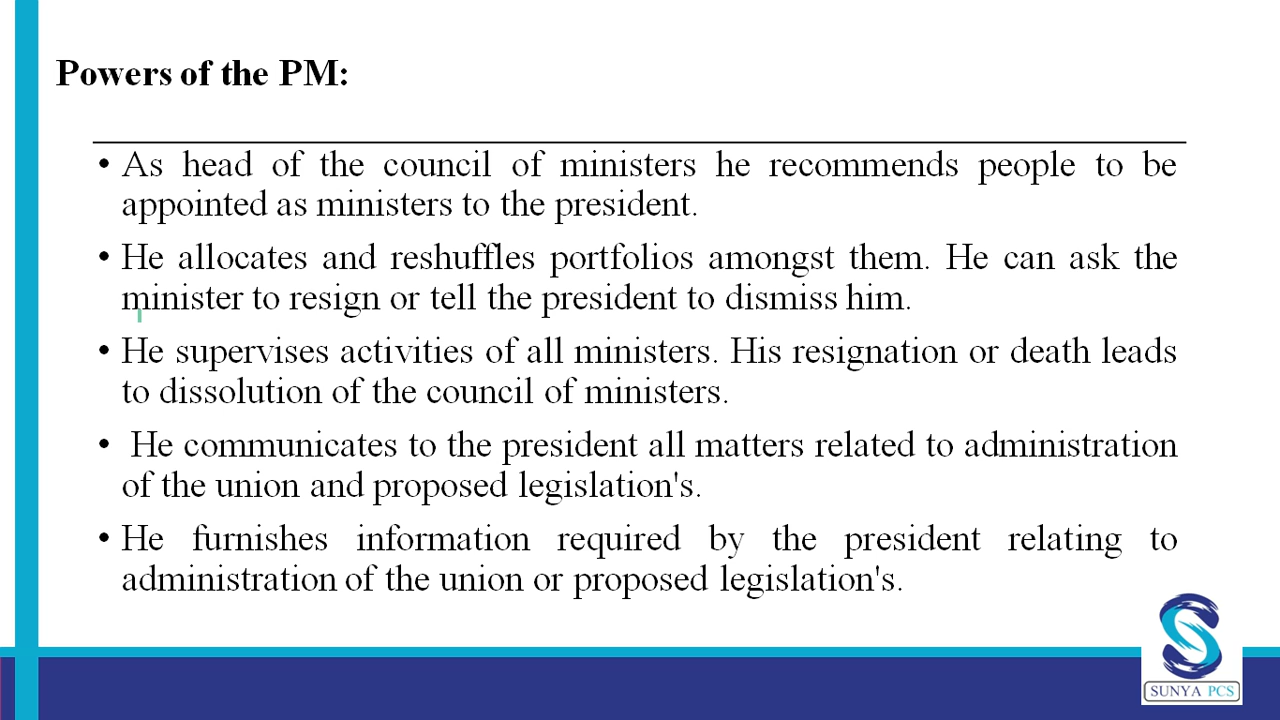 Powers of the PM:
• As head of the council of ministers he recommends people to be
appointed as ministers to the president.
• He allocates and reshuffles portfolios amongst them. He can ask the
minister to resign or tell the president to dismiss him.
• He supervises activities of all ministers. His resignation or death leads
to dissolution of the council of ministers.
• He communicates to the president all matters related to administration
of the union and proposed legislation's.
• He furnishes information required by the president relating to
administration of the union or proposed legislation's.
SUNYA PCS